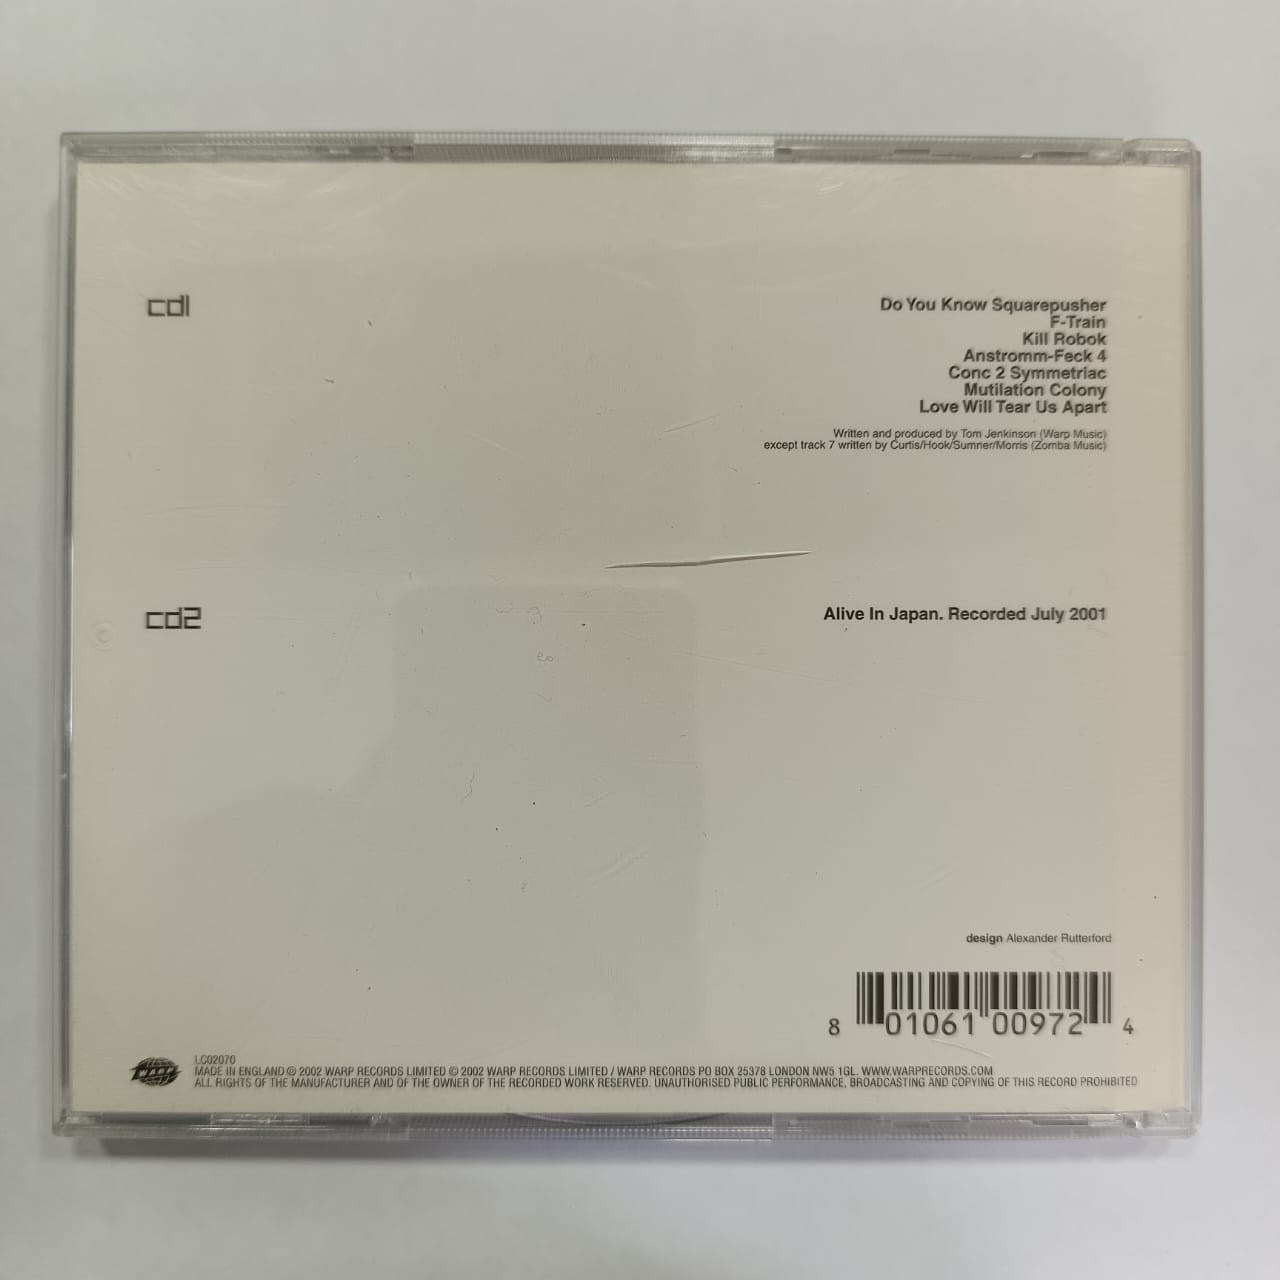 cd1
Do You Know Squarepusher
F-Train
Kill Robok
Anstromm-Feck 4
Conc 2 Symmetriac
Mutilation Colony
Love Will Tear Us Apart
Written and produced by Tom Jenkinson (Warp Music)
except track 7 written by Curtis/Hook/Sumner/Morris (Zomba Music)
cd2
Alive In Japan. Recorded July 2001
design Alexander Rutterford
8 01061 00972 4
WARP
LC02070
MADE IN ENGLAND ℗ 2002 WARP RECORDS LIMITED © 2002 WARP RECORDS LIMITED / WARP RECORDS PO BOX 25378 LONDON NW5 1GL. WWW.WARPRECORDS.COM
ALL RIGHTS OF THE MANUFACTURER AND OF THE OWNER OF THE RECORDED WORK RESERVED. UNAUTHORISED PUBLIC PERFORMANCE, BROADCASTING AND COPYING OF THIS RECORD PROHIBITED